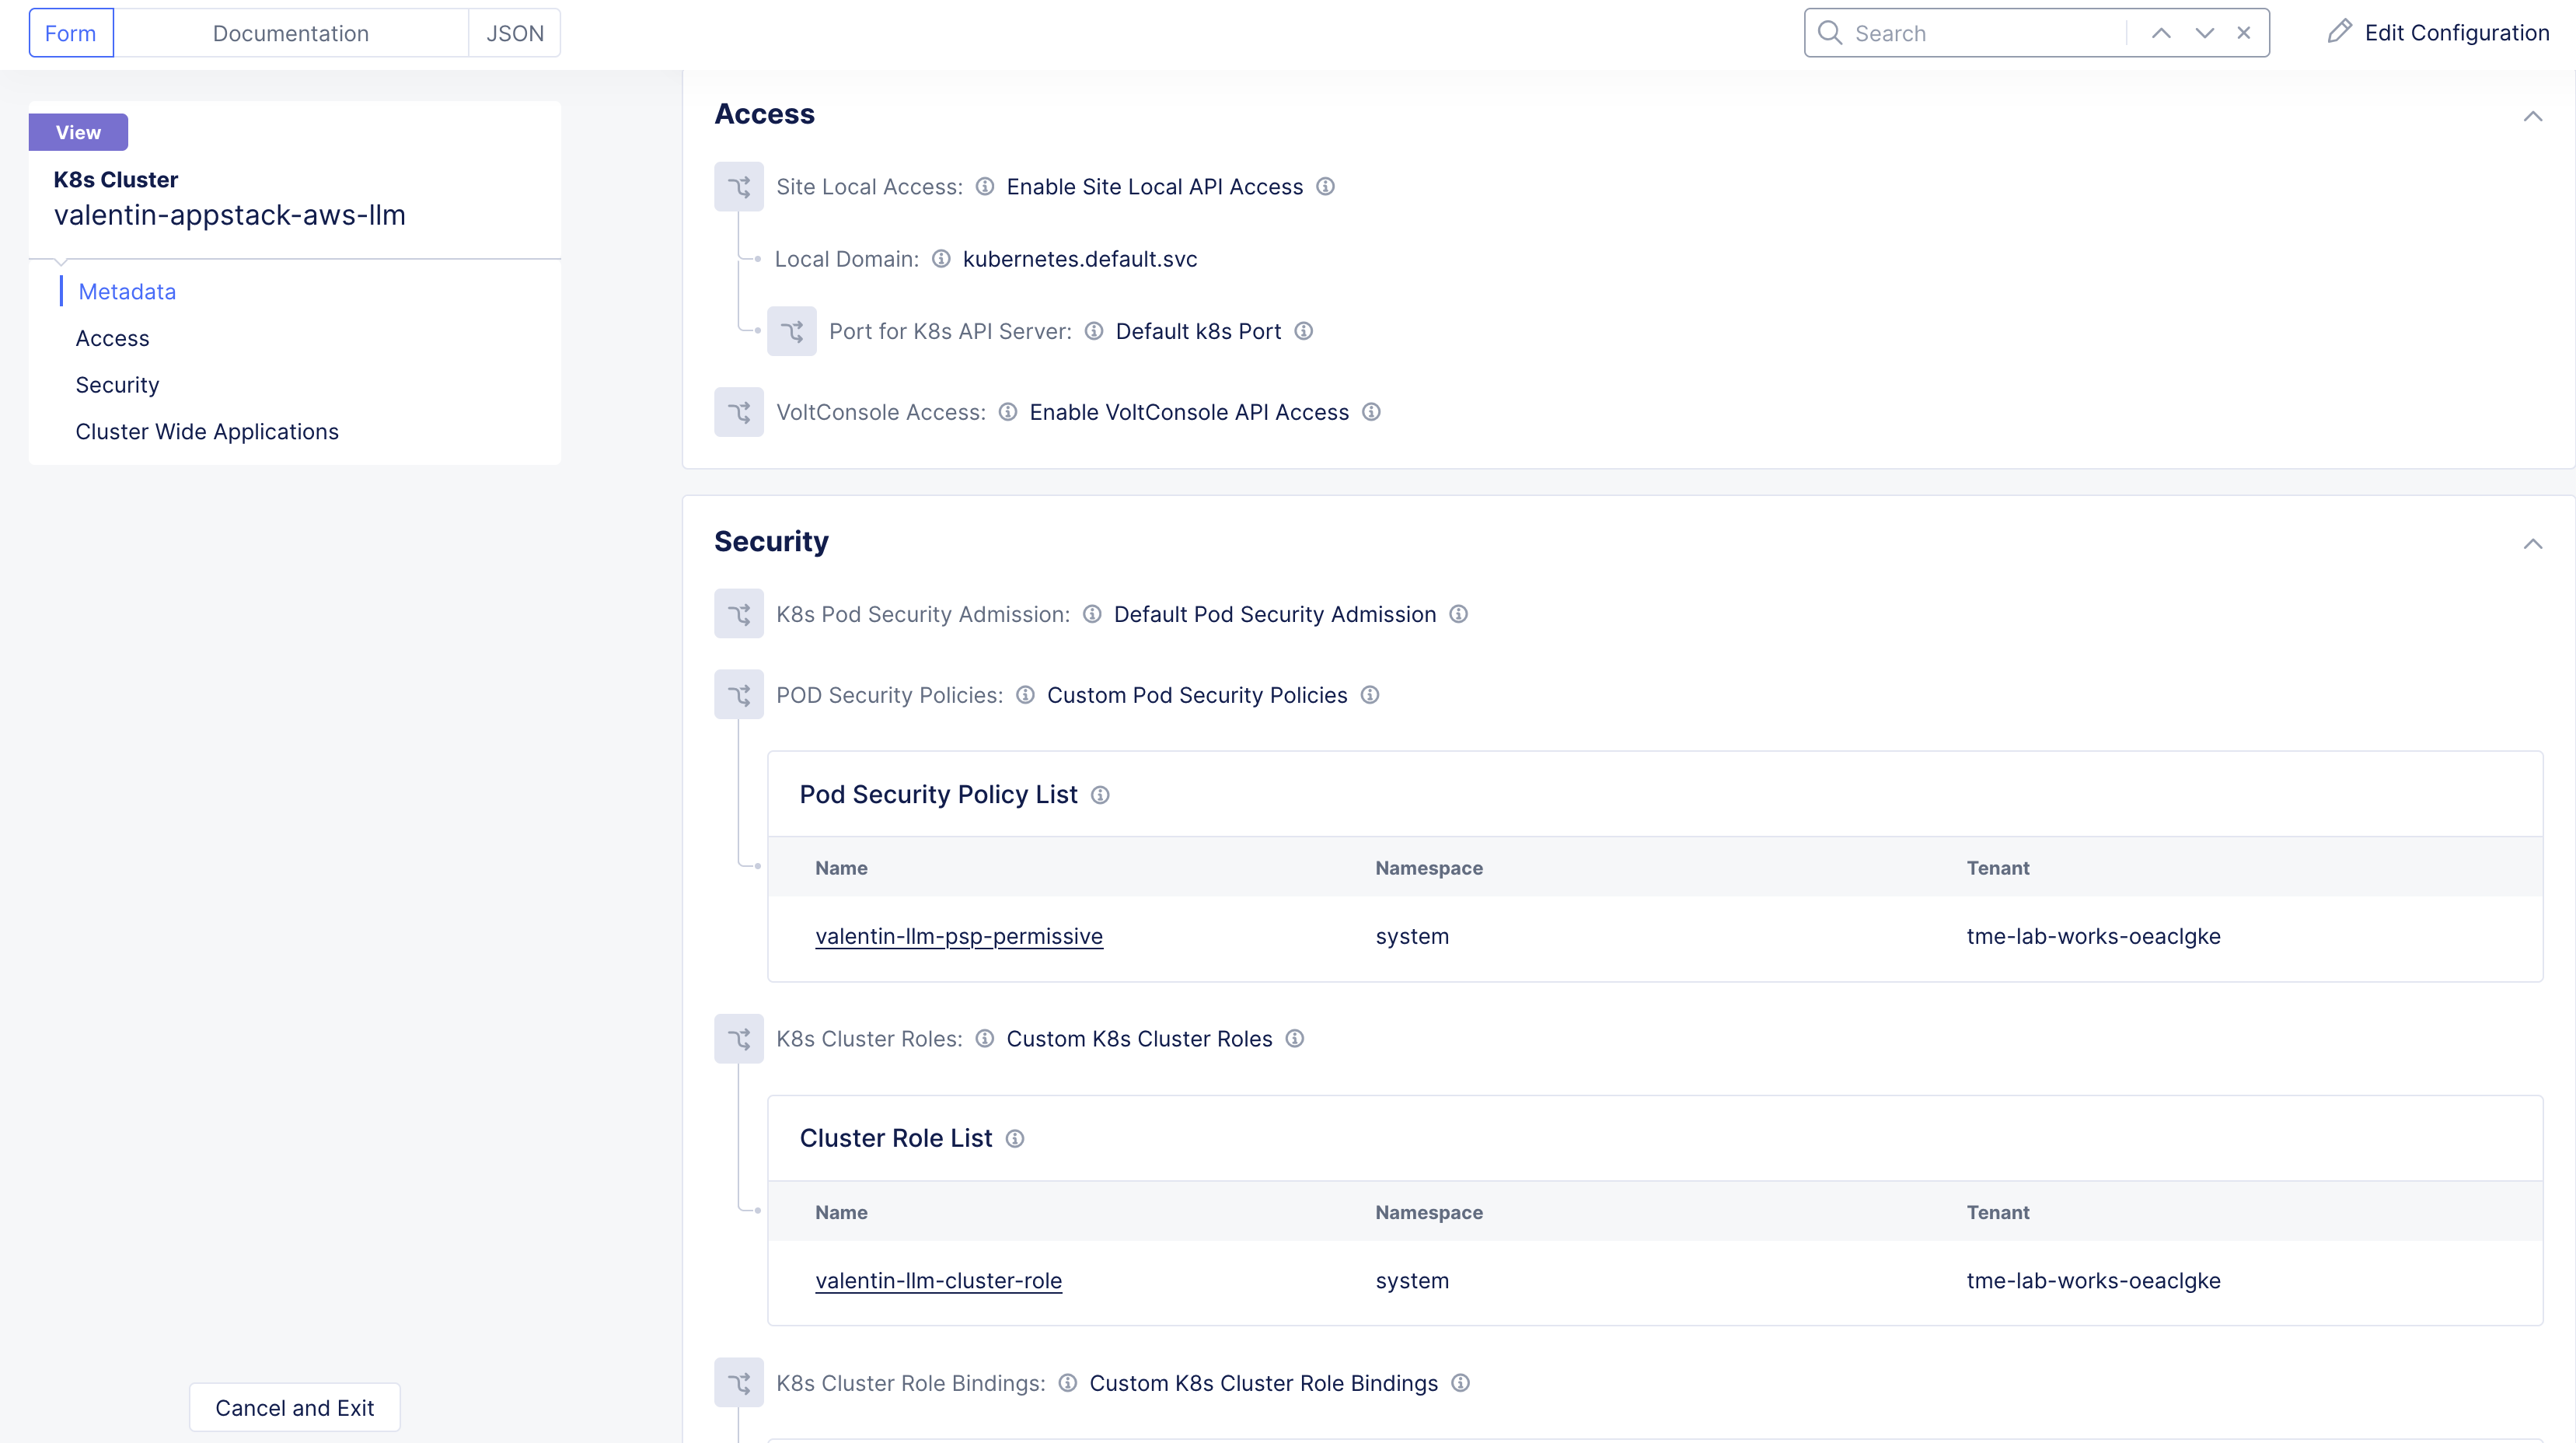 Form
Documentation
JSON
Search
Edit Configuration
View
K8s Cluster
valentin-appstack-aws-llm
Metadata
Access
Security
Cluster Wide Applications
Cancel and Exit
Access
Site Local Access: Enable Site Local API Access
Local Domain: kubernetes.default.svc
Port for K8s API Server: Default k8s Port
VoltConsole Access: Enable VoltConsole API Access
Security
K8s Pod Security Admission: Default Pod Security Admission
POD Security Policies: Custom Pod Security Policies
Pod Security Policy List
Name Namespace Tenant
valentin-llm-psp-permissive system tme-lab-works-oeaclgke
K8s Cluster Roles: Custom K8s Cluster Roles
Cluster Role List
Name Namespace Tenant
valentin-llm-cluster-role system tme-lab-works-oeaclgke
K8s Cluster Role Bindings: Custom K8s Cluster Role Bindings